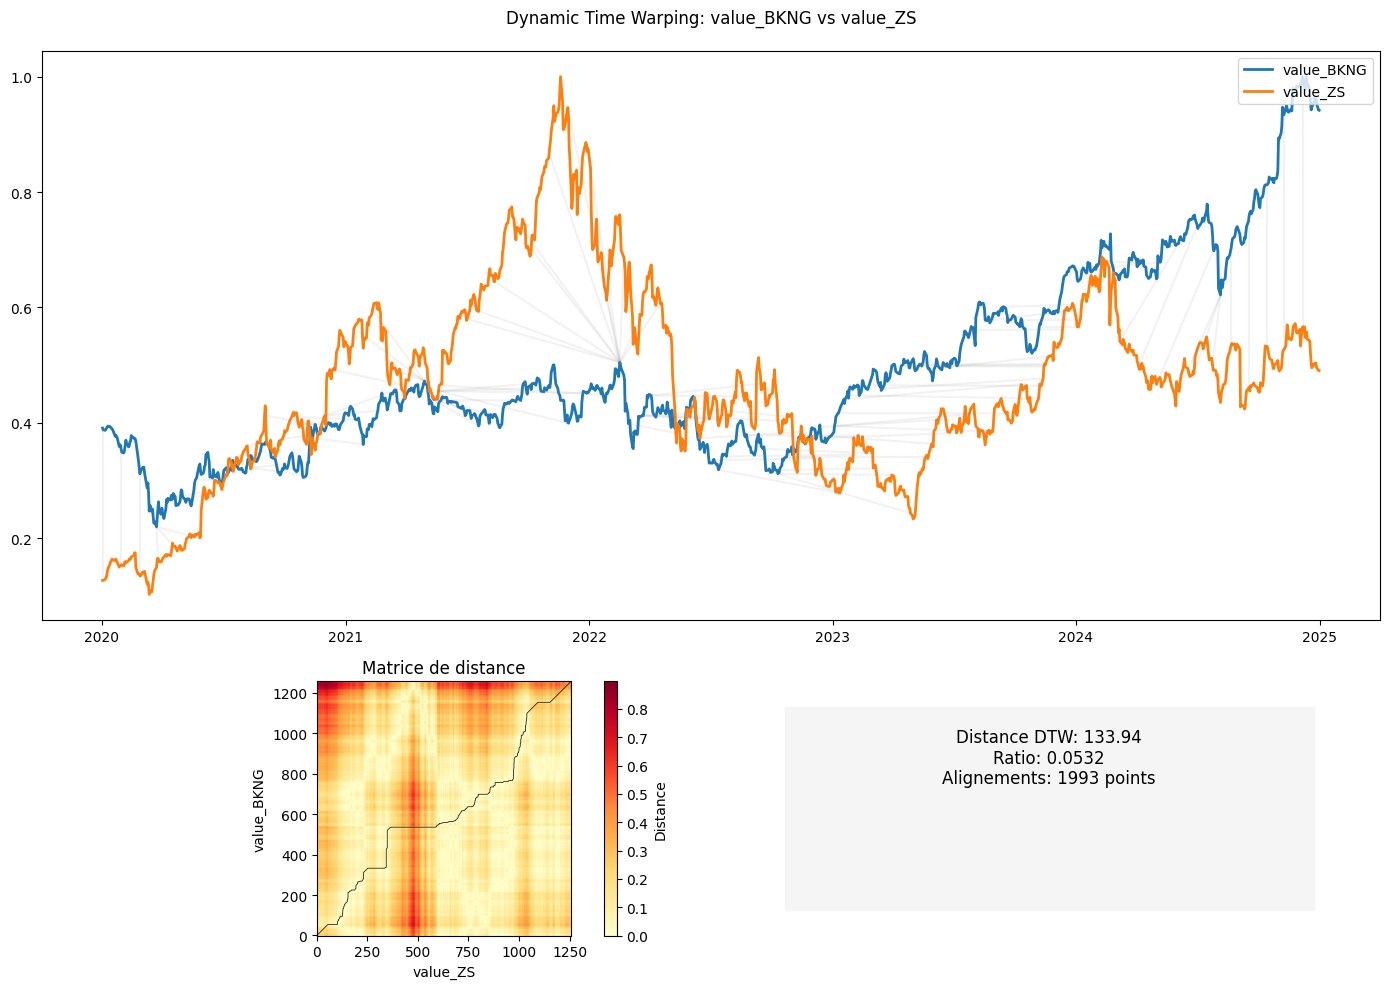 Dynamic Time Warping: value_BKNG vs value_ZS
value_BKNG
value_ZS
1.0
0.8
0.6
0.4
0.2
2020 2021 2022 2023 2024 2025
Matrice de distance
value_BKNG
1200
1000
800
600
400
200
0
0 250 500 750 1000 1250
value_ZS
0.8
0.7
0.6
0.5
0.4
0.3
0.2
0.1
0.0
Distance
Distance DTW: 133.94
Ratio: 0.0532
Alignements: 1993 points